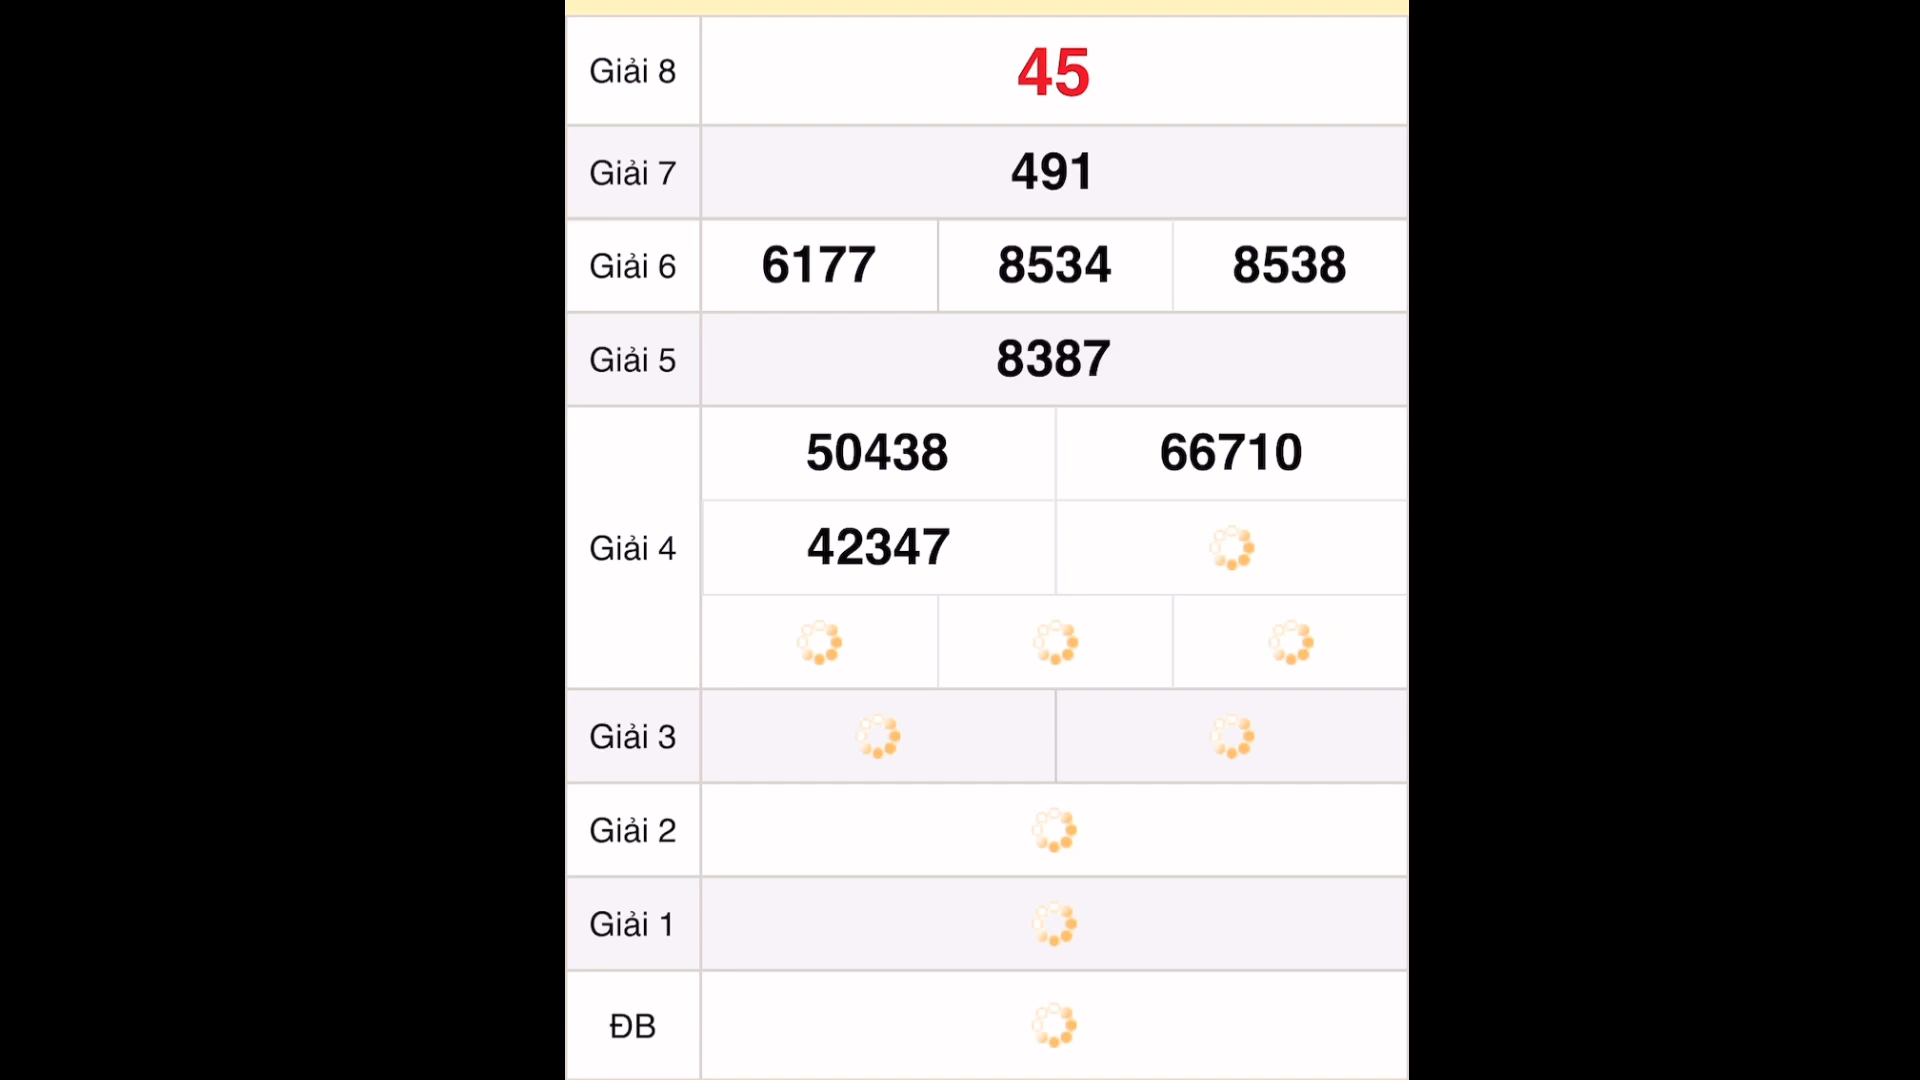 Giải 8 45
Giải 7 491
Giải 6 6177 8534 8538
Giải 5 8387
50438 66710
Giải 4 42347
Giải 3
Giải 2
Giải 1
ĐB